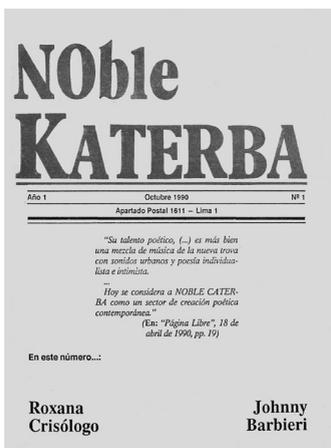 NOble
KATERBA
Año 1 Octubre 1990 Nº 1
Apartado Postal 1611 — Lima 1
"Su talento poético, (...) es más bien
una mezcla de música de la nueva trova
con sonidos urbanos y poesía individua-
lista e intimista.
...
Hoy se considera a NOBLE CATER-
BA como un sector de creación poética
contemporánea."
(En: "Página Libre", 18 de
abril de 1990, pp. 19)
En este número...:
Roxana Johnny
Crisólogo Barbieri